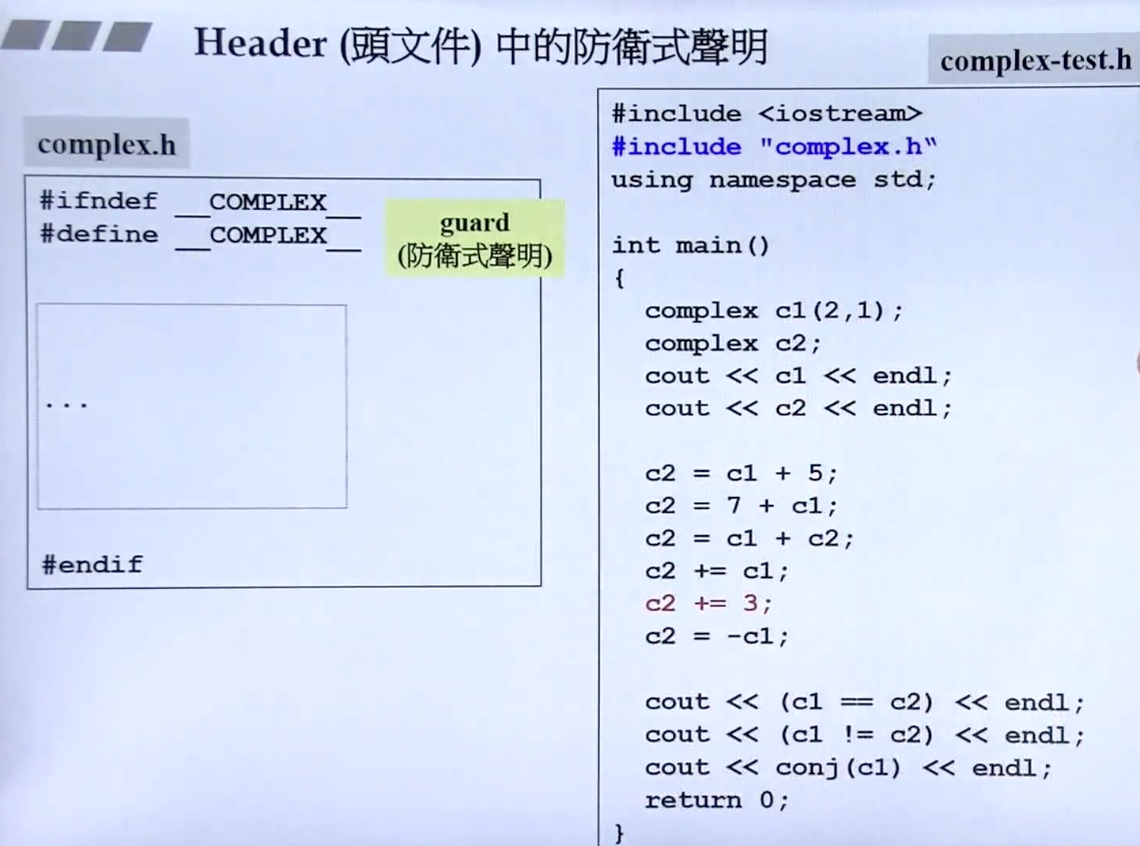 Header (頭文件) 中的防衛式聲明
complex.h
#ifndef __COMPLEX__
#define __COMPLEX__
guard
(防衛式聲明)
...
#endif
complex-test.h
#include <iostream>
#include "complex.h“
using namespace std;
int main()
{
complex c1(2,1);
complex c2;
cout << c1 << endl;
cout << c2 << endl;
c2 = c1 + 5;
c2 = 7 + c1;
c2 = c1 + c2;
c2 += c1;
c2 += 3;
c2 = -c1;
cout << (c1 == c2) << endl;
cout << (c1 != c2) << endl;
cout << conj(c1) << endl;
return 0;
}